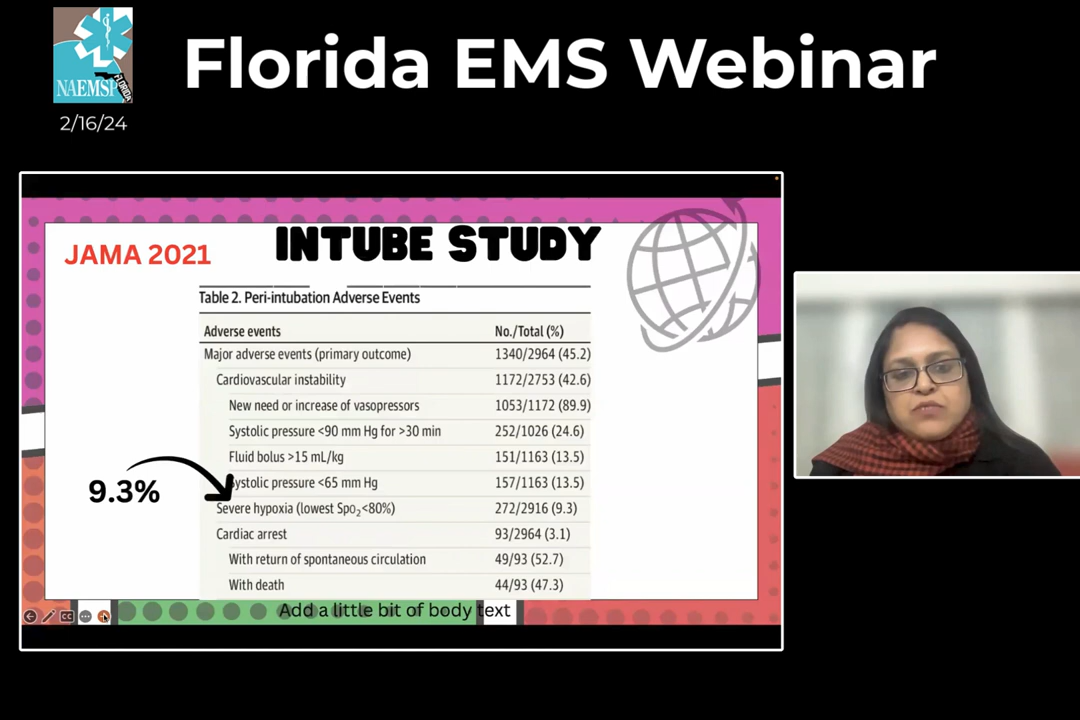 Florida EMS Webinar
NAEMSP
FLORIDA
2/16/24
JAMA 2021
INTUBE STUDY
Table 2. Peri-intubation Adverse Events
Adverse events No./Total (%)
Major adverse events (primary outcome) 1340/2964 (45.2)
Cardiovascular instability 1172/2753 (42.6)
New need or increase of vasopressors 1053/1172 (89.9)
Systolic pressure <90 mm Hg for >30 min 252/1026 (24.6)
Fluid bolus >15 mL/kg 151/1163 (13.5)
ystolic pressure <65 mm Hg 157/1163 (13.5)
9.3%
Severe hypoxia (lowest Spo₂<80%) 272/2916 (9.3)
Cardiac arrest 93/2964 (3.1)
With return of spontaneous circulation 49/93 (52.7)
With death 44/93 (47.3)
Add a little bit of body text
CC